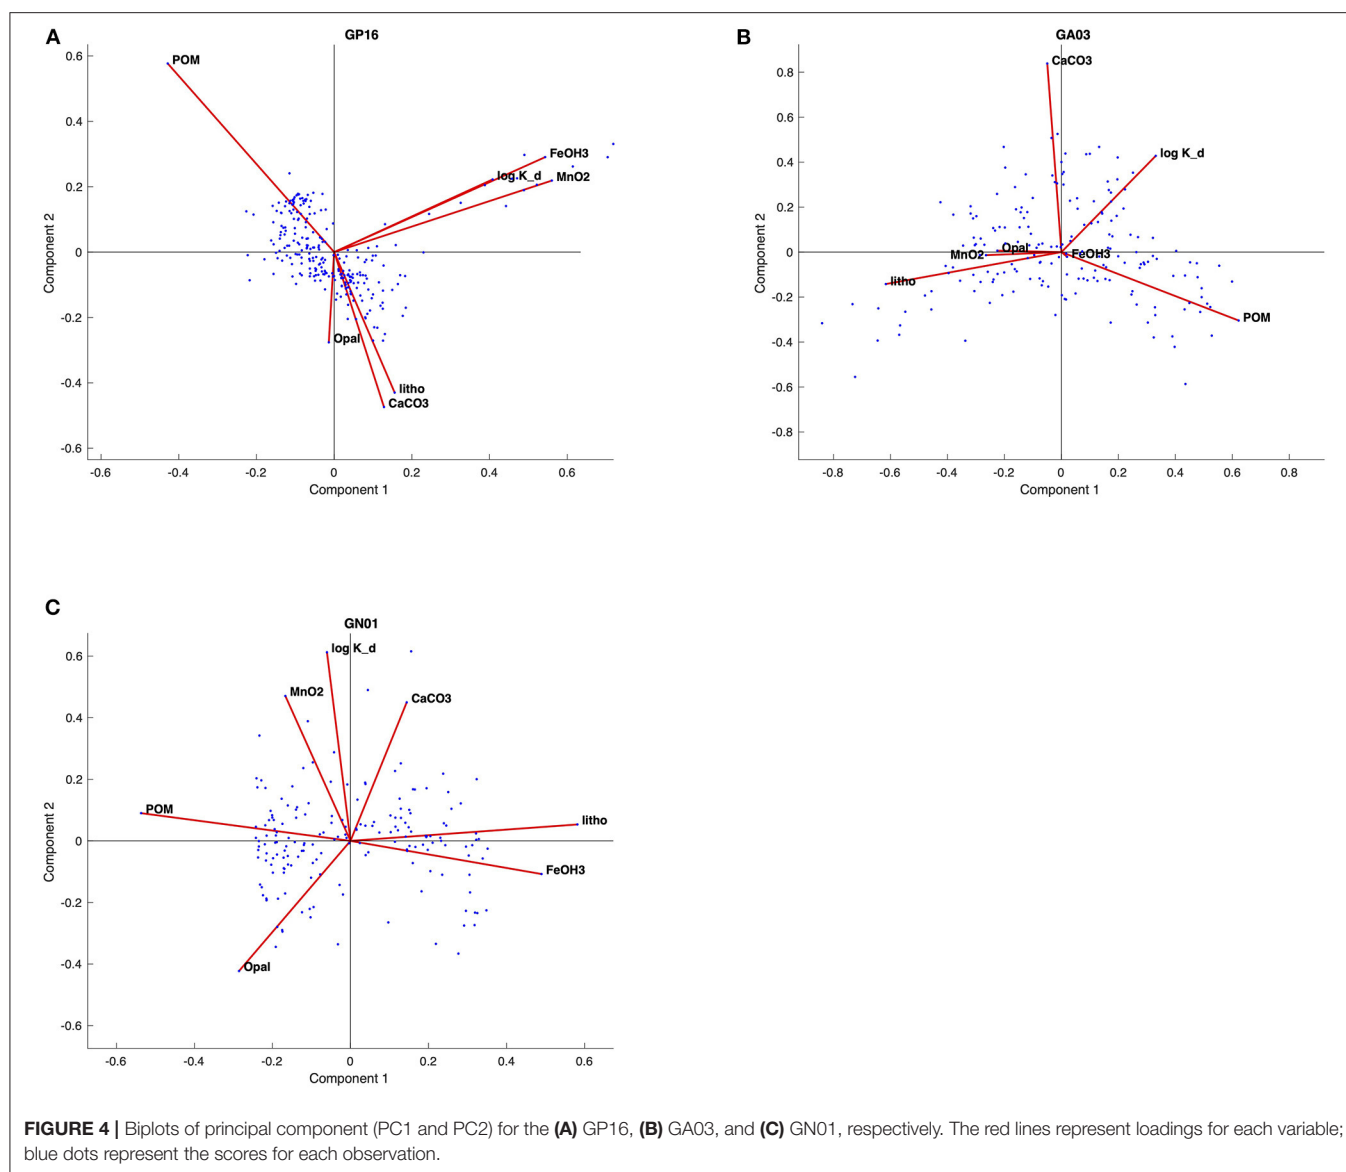 A
GP16
0.6
0.4
0.2
0
-0.2
-0.4
-0.6
Component 2
POM
FeOH3
log K_d
MnO2
Opal
litho
CaCO3
-0.6 -0.4 -0.2 0 0.2 0.4 0.6
Component 1
B
GA03
0.8
0.6
0.4
0.2
0
-0.2
-0.4
-0.6
-0.8
Component 2
CaCO3
log K_d
Opal
MnO2
FeOH3
litho
POM
-0.8 -0.6 -0.4 -0.2 0 0.2 0.4 0.6 0.8
Component 1
C
GN01
0.6
0.4
0.2
0
-0.2
-0.4
-0.6
Component 2
log K_d
MnO2
CaCO3
POM
litho
FeOH3
Opal
-0.6 -0.4 -0.2 0 0.2 0.4 0.6
Component 1
FIGURE 4 | Biplots of principal component (PC1 and PC2) for the (A) GP16, (B) GA03, and (C) GN01, respectively. The red lines represent loadings for each variable;
blue dots represent the scores for each observation.